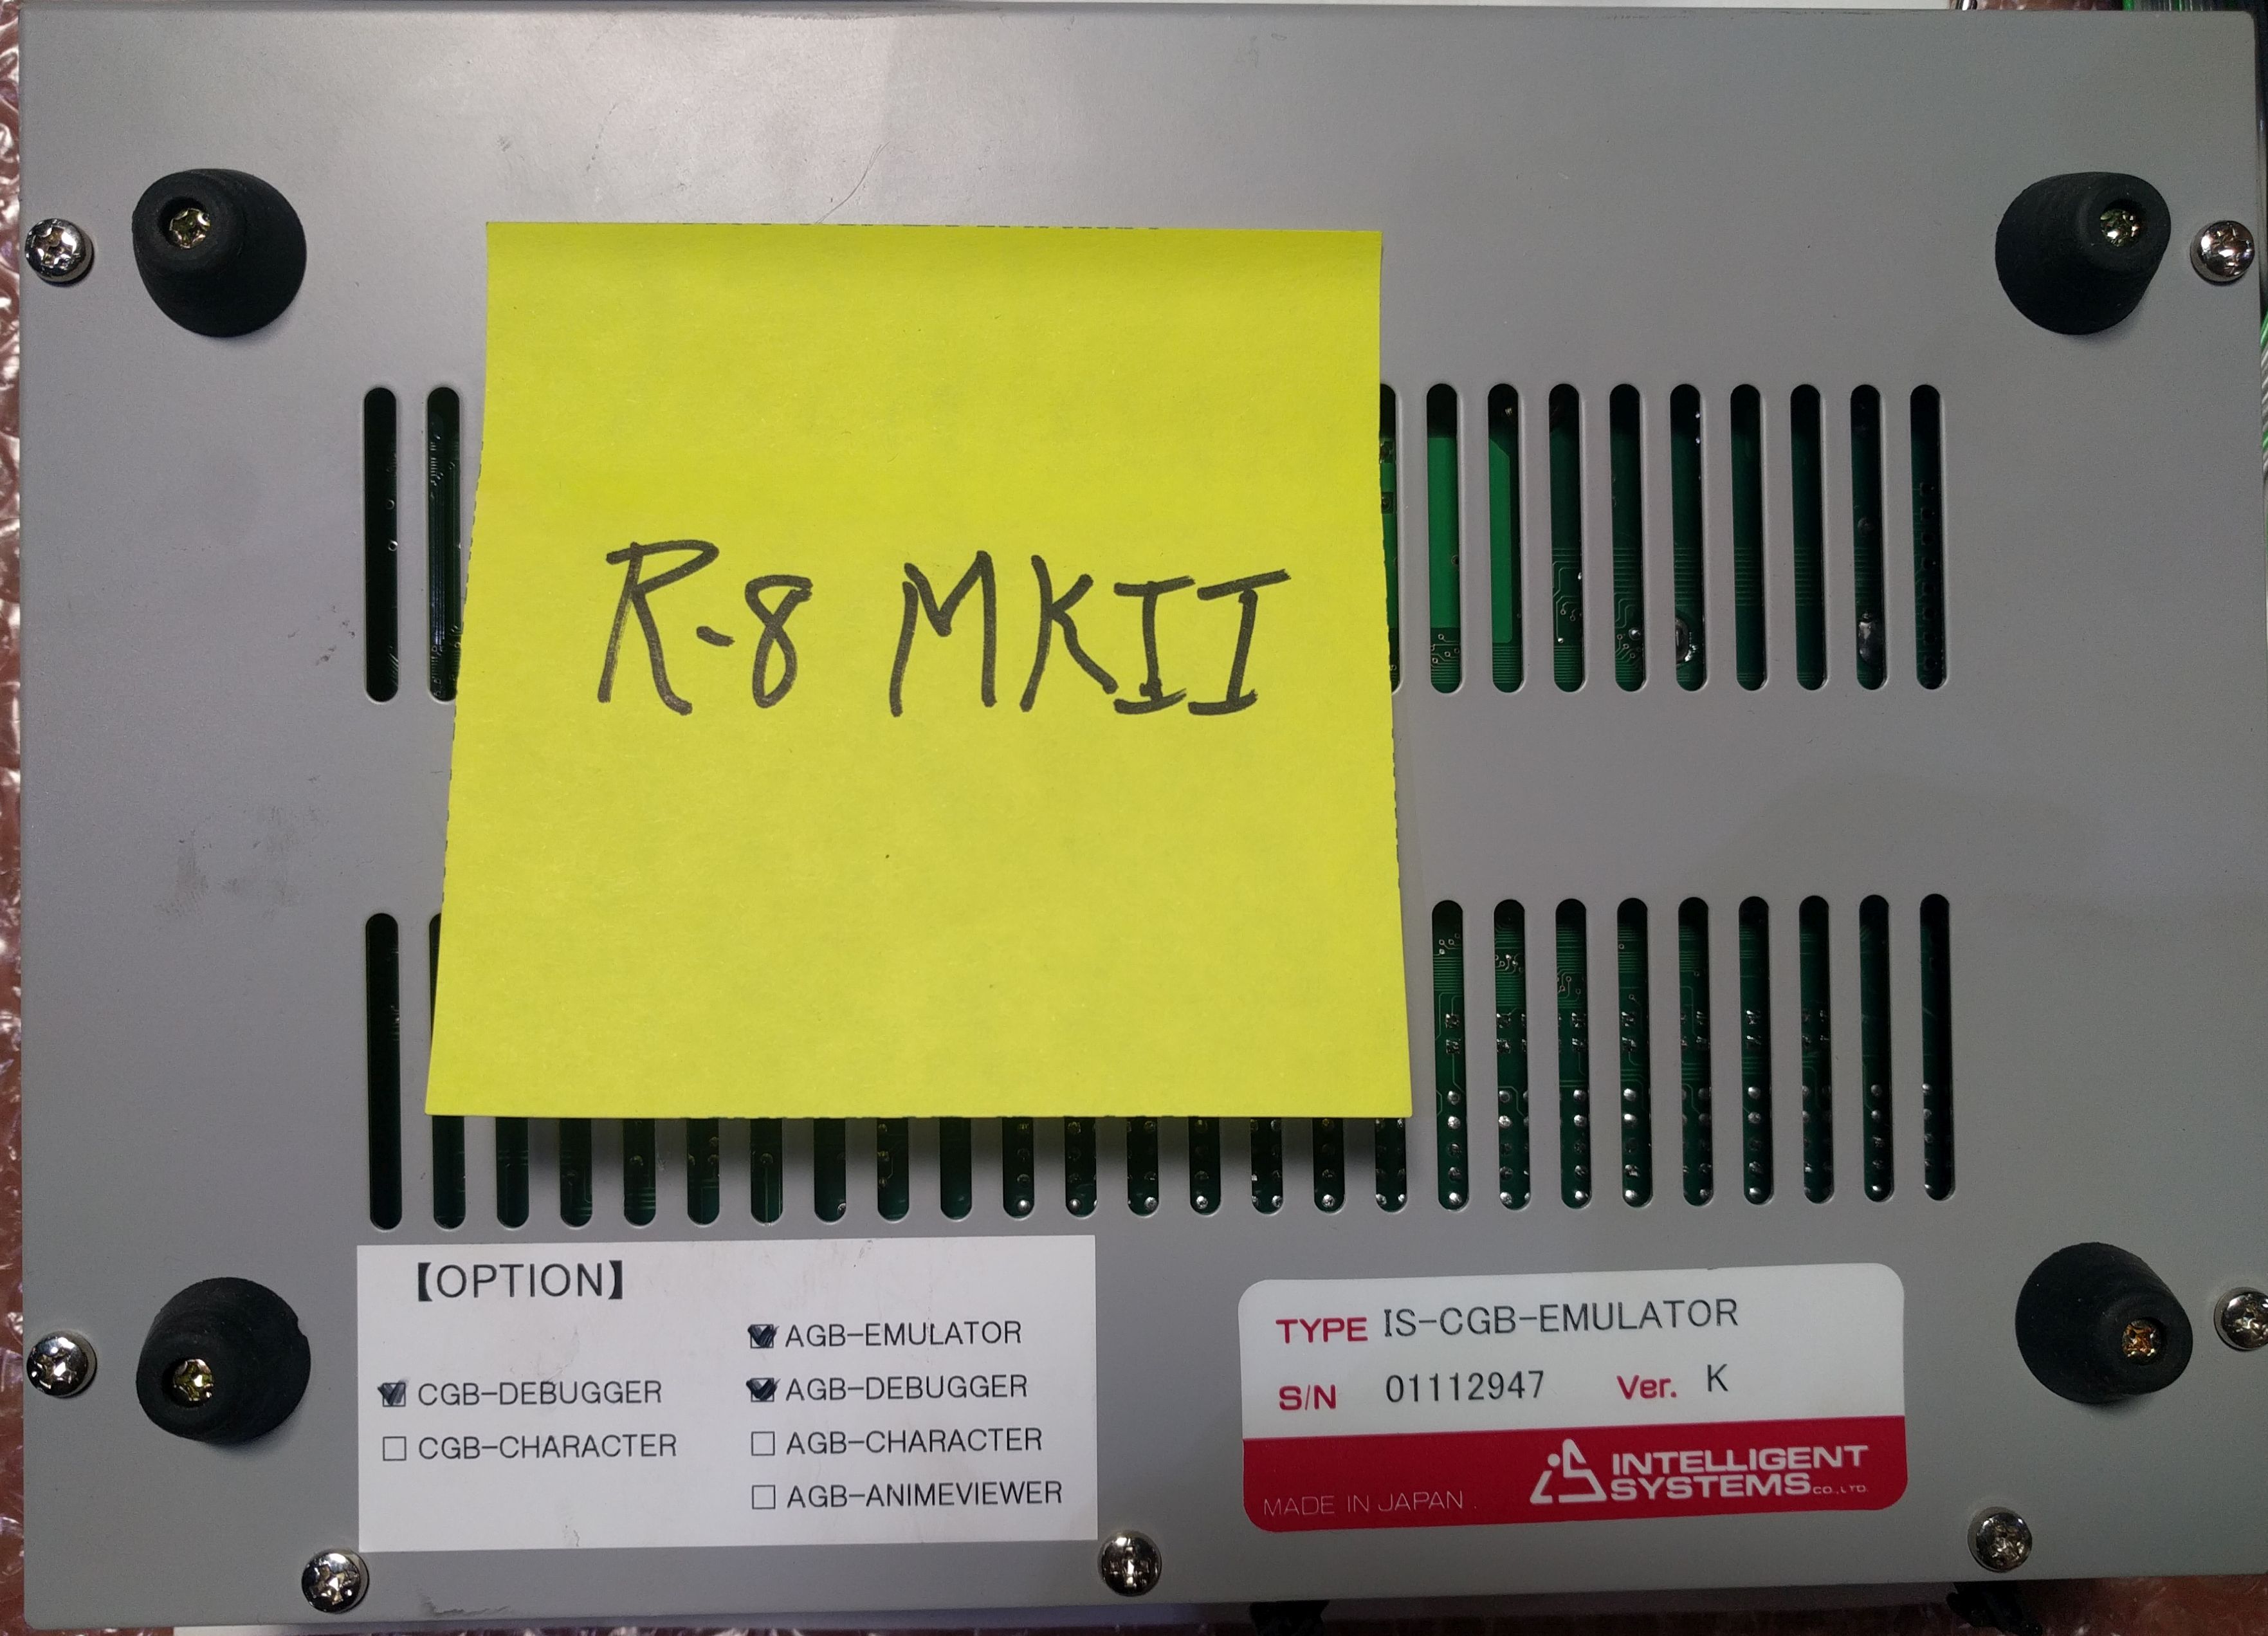 R-8 MKII
【OPTION】
AGB-EMULATOR
CGB-DEBUGGER
AGB-DEBUGGER
CGB-CHARACTER
AGB-CHARACTER
AGB-ANIMEVIEWER
TYPE IS-CGB-EMULATOR
S/N 01112947 Ver. K
MADE IN JAPAN.
iS INTELLIGENT
SYSTEMS CO., LTD.